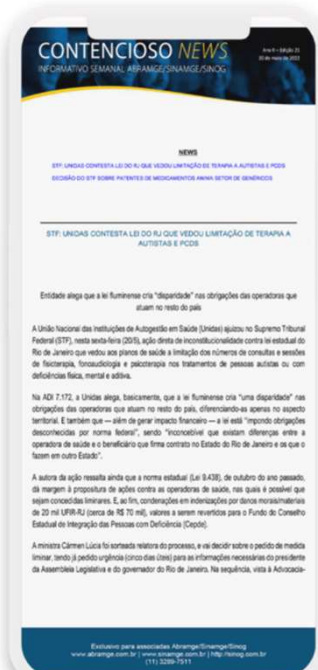 CONTENCIOSO NEWS
INFORMATIVO SEMANAL ABRAMGE/SINAMGE/SINOG
Ano 6 – Edição 21
30 de maio de 2022
NEWS
STF: UNIDAS CONTESTA LEI DO RJ QUE VEDOU LIMITAÇÃO DE TERAPIA A AUTISTAS E PCDS
DECISÃO DO STF SOBRE PATENTES DE MEDICAMENTOS ANIMA SETOR DE GENÉRICOS
STF: UNIDAS CONTESTA LEI DO RJ QUE VEDOU LIMITAÇÃO DE TERAPIA A
AUTISTAS E PCDS
Entidade alega que a lei fluminense cria "disparidade" nas obrigações das operadoras que
atuam no resto do país
A União Nacional das Instituições de Autogestão em Saúde (Unidas) ajuizou no Supremo Tribunal
Federal (STF), nesta sexta-feira (20/5), ação direta de inconstitucionalidade contra lei estadual do
Rio de Janeiro que vedou aos planos de saúde a limitação dos números de consultas e sessões
de fisioterapia, fonoaudiologia e psicoterapia nos tratamentos de pessoas autistas ou com
deficiências física, mental e aditiva.
Na ADI 7.172, a Unidas alega, basicamente, que a lei fluminense cria "uma disparidade" nas
obrigações das operadoras que atuam no resto do país, diferenciando-as apenas no aspecto
territorial. E também que — além de gerar impacto financeiro — a lei está "impondo obrigações
desconhecidas por norma federal", sendo "inconcebível que existam diferenças entre a
operadora de saúde e o beneficiário que firma contrato no Estado do Rio de Janeiro e os que o
fazem em outro Estado".
A autora da ação ressalta ainda que a norma estadual (Lei 9.438), de outubro do ano passado,
dá margem à propositura de ações contra as operadoras de saúde, nas quais é possível que
sejam concedidas liminares. E, ao fim, condenações em indenizações por danos morais/materiais
de 20 mil UFIR-RJ (cerca de R$ 70 mil), valores a serem revertidos para o Fundo do Conselho
Estadual de Integração das Pessoas com Deficiência (Cepde).
A ministra Cármen Lúcia foi sorteada relatora do processo, e vai decidir sobre o pedido de medida
liminar, tendo já pedido urgência (cinco dias úteis) para as informações necessárias do presidente
da Assembleia Legislativa e do governador do Rio de Janeiro. Na sequência, vista à Advocacia-
Exclusivo para associadas Abramge/Sinamge/Sinog
www.abramge.com.br | www.sinamge.com.br | http://sinog.com.br
(11) 3289-7511